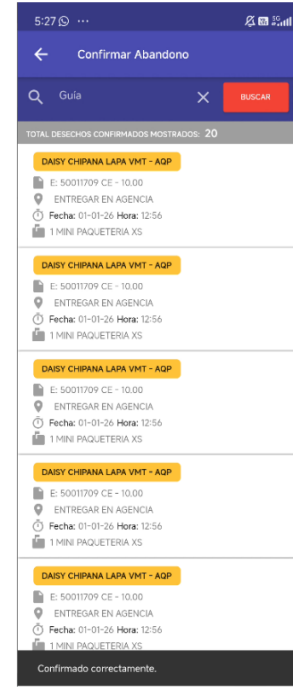 5:27
Confirmar Abandono
Guía
BUSCAR
TOTAL DESECHOS CONFIRMADOS MOSTRADOS: 20
DAISY CHIPANA LAPA VMT - AQP
E: 50011709 CE - 10.00
ENTREGAR EN AGENCIA
Fecha: 01-01-26 Hora: 12:56
1 MINI PAQUETERIA XS
DAISY CHIPANA LAPA VMT - AQP
E: 50011709 CE - 10.00
ENTREGAR EN AGENCIA
Fecha: 01-01-26 Hora: 12:56
1 MINI PAQUETERIA XS
DAISY CHIPANA LAPA VMT - AQP
E: 50011709 CE - 10.00
ENTREGAR EN AGENCIA
Fecha: 01-01-26 Hora: 12:56
1 MINI PAQUETERIA XS
DAISY CHIPANA LAPA VMT - AQP
E: 50011709 CE - 10.00
ENTREGAR EN AGENCIA
Fecha: 01-01-26 Hora: 12:56
1 MINI PAQUETERIA XS
DAISY CHIPANA LAPA VMT - AQP
E: 50011709 CE - 10.00
ENTREGAR EN AGENCIA
Fecha: 01-01-26 Hora: 12:56
1 MINI PAQUETERIA XS
Confirmado correctamente.